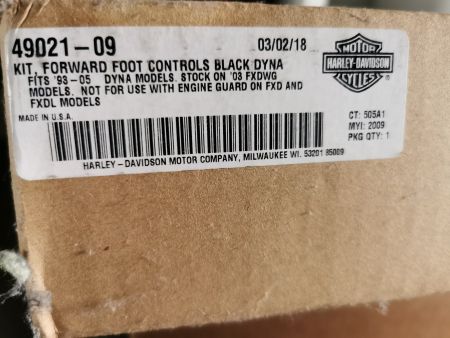 49021-09 03/02/18
KIT, FORWARD FOOT CONTROLS BLACK DYNA
FITS '93-05 DYNA MODELS. STOCK ON '03 FXDWG
MODELS. NOT FOR USE WITH ENGINE GUARD ON FXD AND
FXDL MODELS
MOTOR
HARLEY-DAVIDSON
CYCLES
MADE IN U.S.A.
CT: 505A1
MYI: 2009
PKG QTY: 1
HARLEY-DAVIDSON MOTOR COMPANY, MILWAUKEE WI. 53201 85009